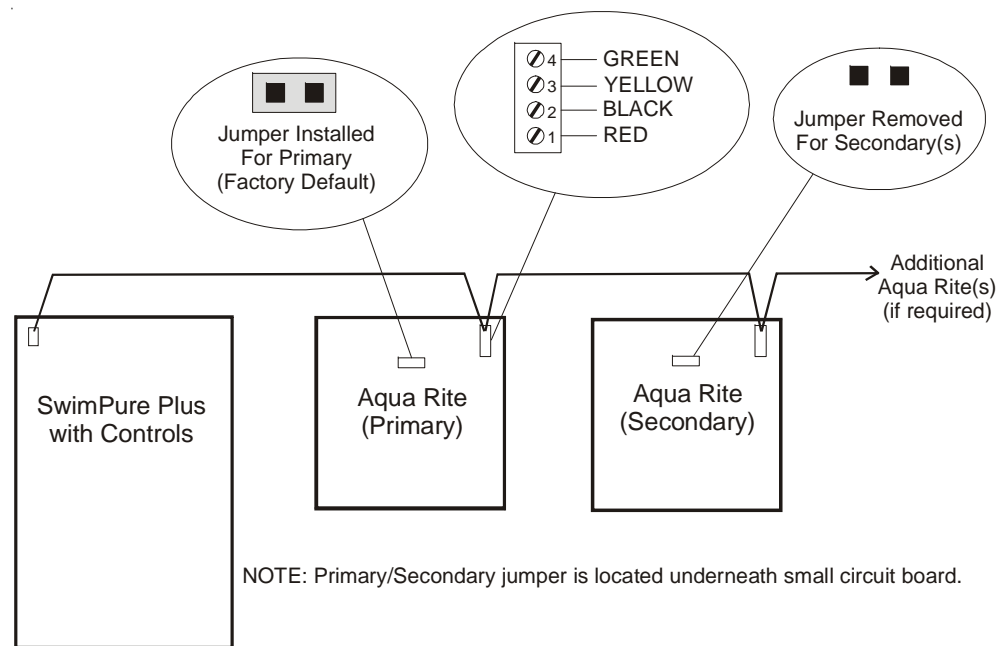 Jumper Installed
For Primary
(Factory Default)
4 GREEN
3 YELLOW
2 BLACK
1 RED
Jumper Removed
For Secondary(s)
Additional
Aqua Rite(s)
(if required)
SwimPure Plus
with Controls
Aqua Rite
(Primary)
Aqua Rite
(Secondary)
NOTE: Primary/Secondary jumper is located underneath small circuit board.